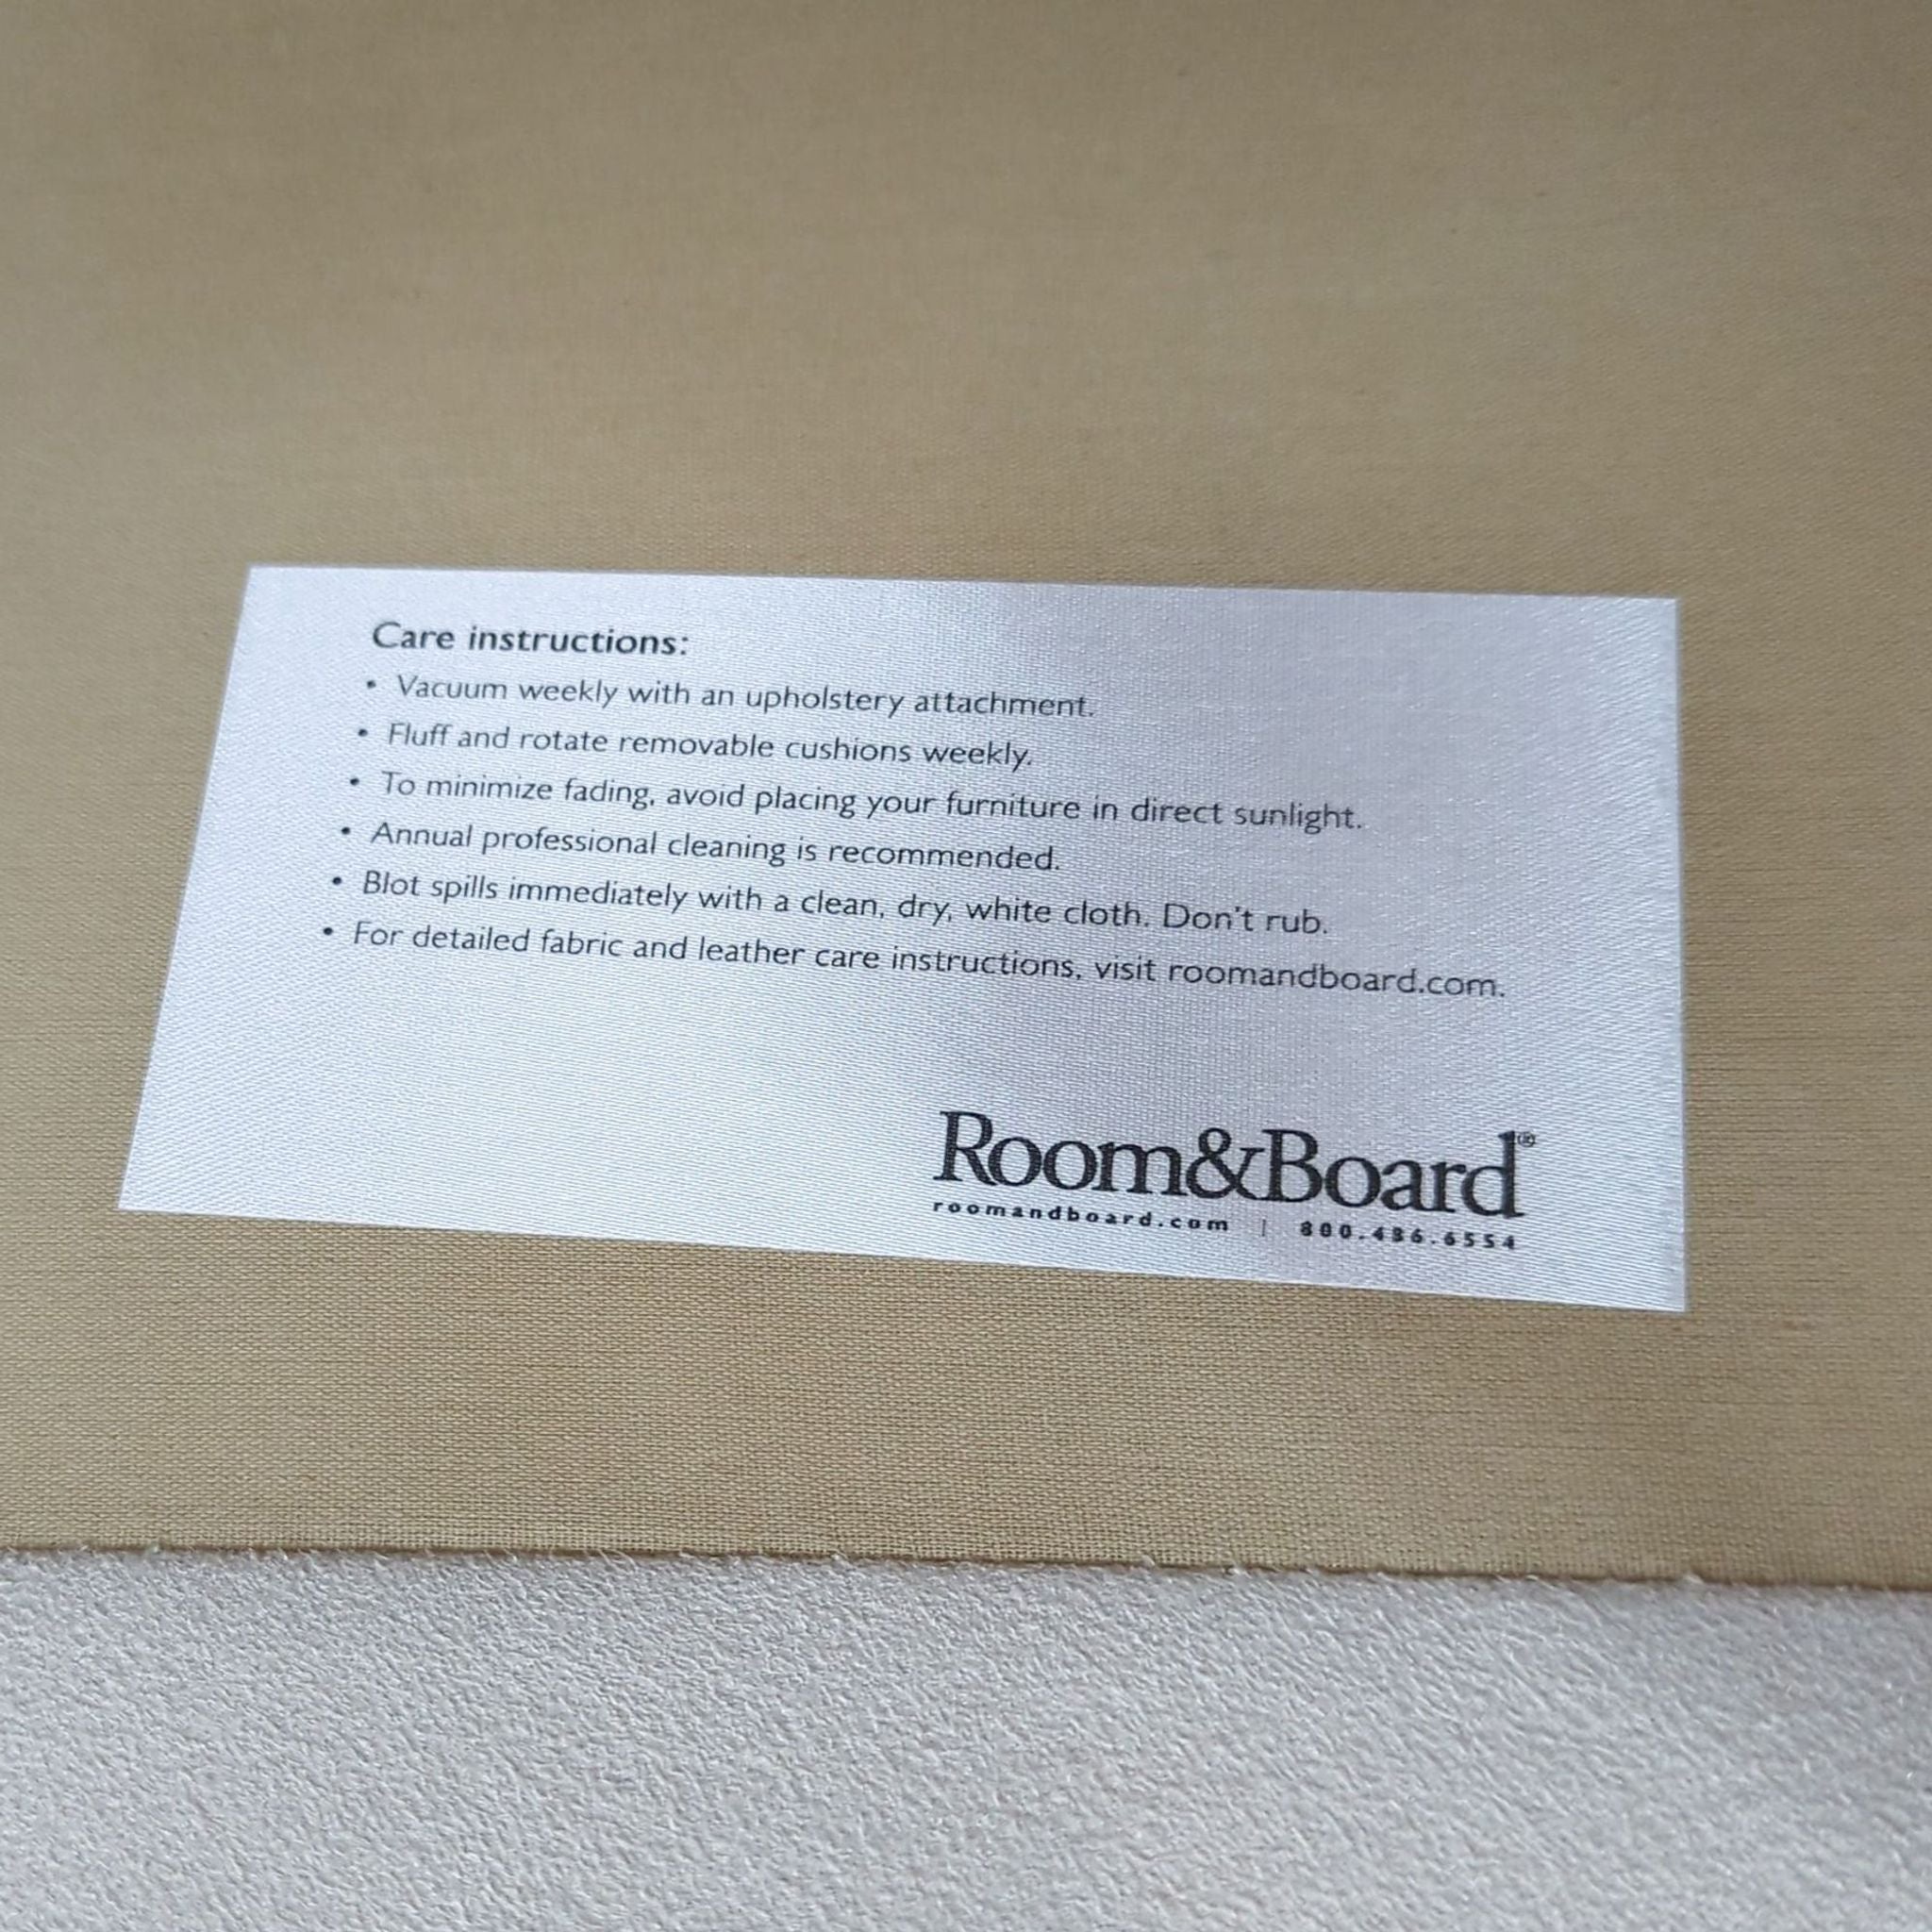 Care instructions:
• Vacuum weekly with an upholstery attachment.
• Fluff and rotate removable cushions weekly.
• To minimize fading, avoid placing your furniture in direct sunlight.
• Annual professional cleaning is recommended.
• Blot spills immediately with a clean, dry, white cloth. Don't rub.
• For detailed fabric and leather care instructions, visit roomandboard.com.
Room&Board®
roomandboard.com | 800.486.6554